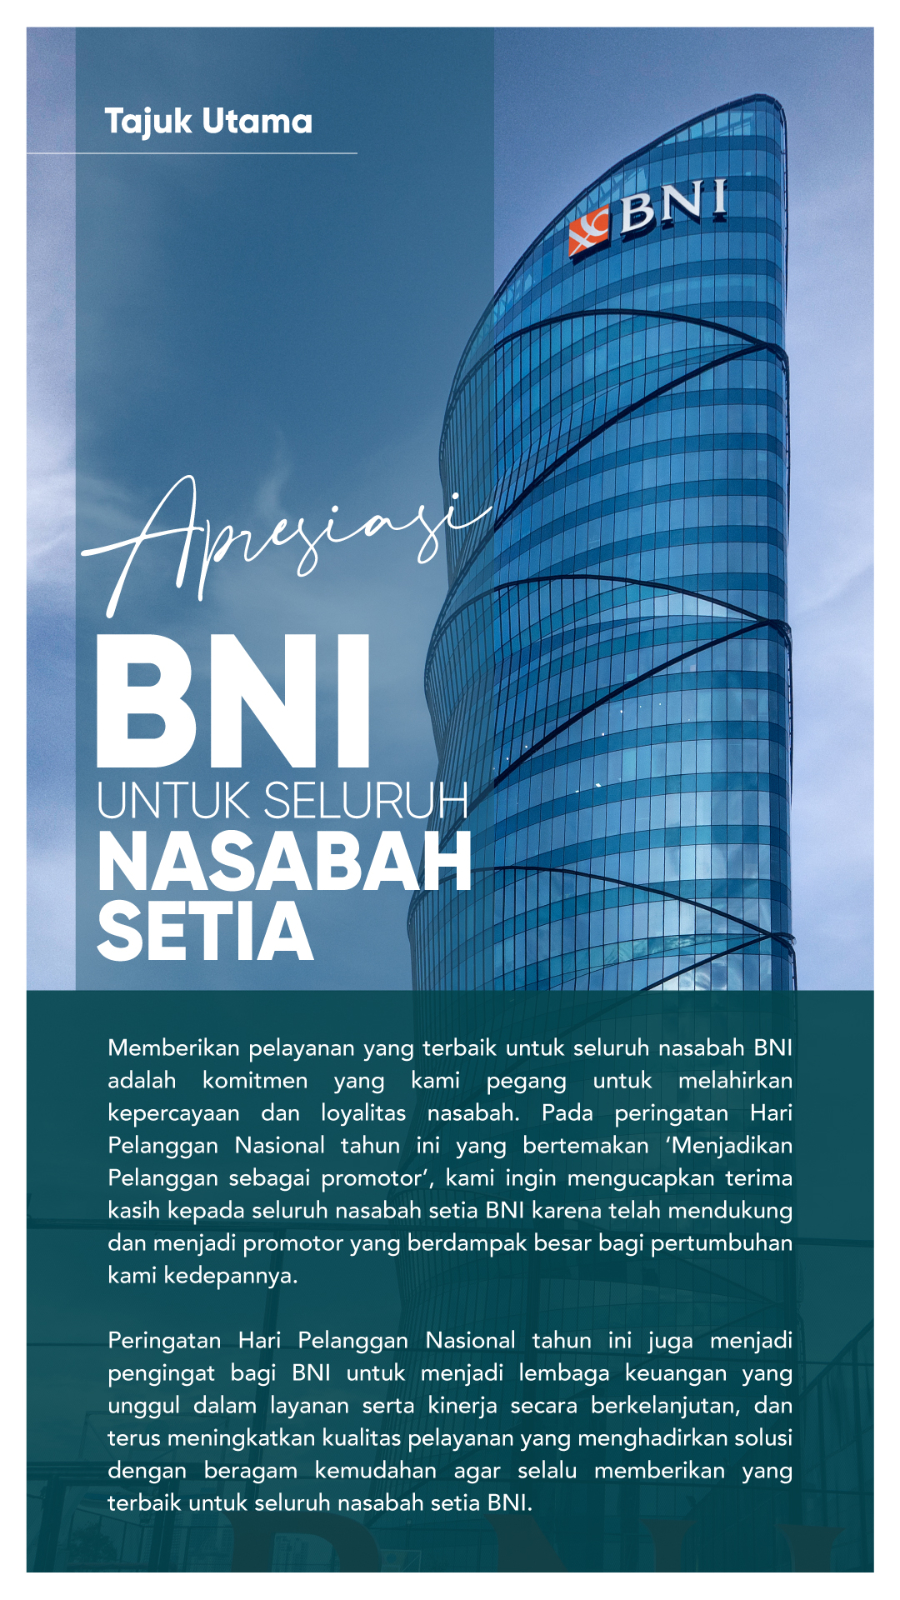 Tajuk Utama
BNI
Apresiasi
BNI
UNTUK SELURUH
NASABAH
SETIA
Memberikan pelayanan yang terbaik untuk seluruh nasabah BNI
adalah komitmen yang kami pegang untuk melahirkan
kepercayaan dan loyalitas nasabah. Pada peringatan Hari
Pelanggan Nasional tahun ini yang bertemakan ‘Menjadikan
Pelanggan sebagai promotor’, kami ingin mengucapkan terima
kasih kepada seluruh nasabah setia BNI karena telah mendukung
dan menjadi promotor yang berdampak besar bagi pertumbuhan
kami kedepannya.
Peringatan Hari Pelanggan Nasional tahun ini juga menjadi
pengingat bagi BNI untuk menjadi lembaga keuangan yang
unggul dalam layanan serta kinerja secara berkelanjutan, dan
terus meningkatkan kualitas pelayanan yang menghadirkan solusi
dengan beragam kemudahan agar selalu memberikan yang
terbaik untuk seluruh nasabah setia BNI.
BNI